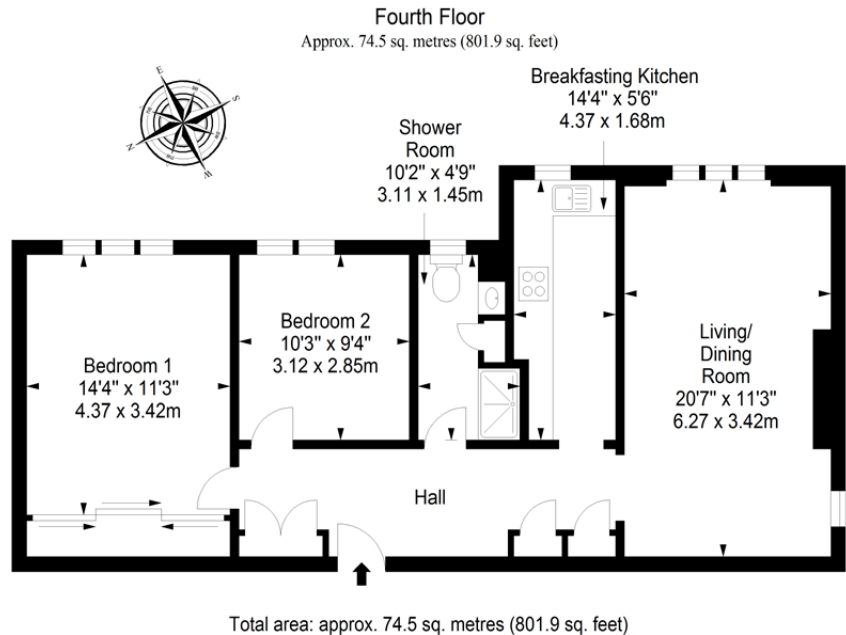 Fourth Floor
Approx. 74.5 sq. metres (801.9 sq. feet)
E
S
N
W
Breakfasting Kitchen
14'4" x 5'6"
4.37 x 1.68m
Shower
Room
10'2" x 4'9"
3.11 x 1.45m
Bedroom 1
14'4" x 11'3"
4.37 x 3.42m
Bedroom 2
10'3" x 9'4"
3.12 x 2.85m
Living/
Dining
Room
20'7" x 11'3"
6.27 x 3.42m
Hall
Total area: approx. 74.5 sq. metres (801.9 sq. feet)